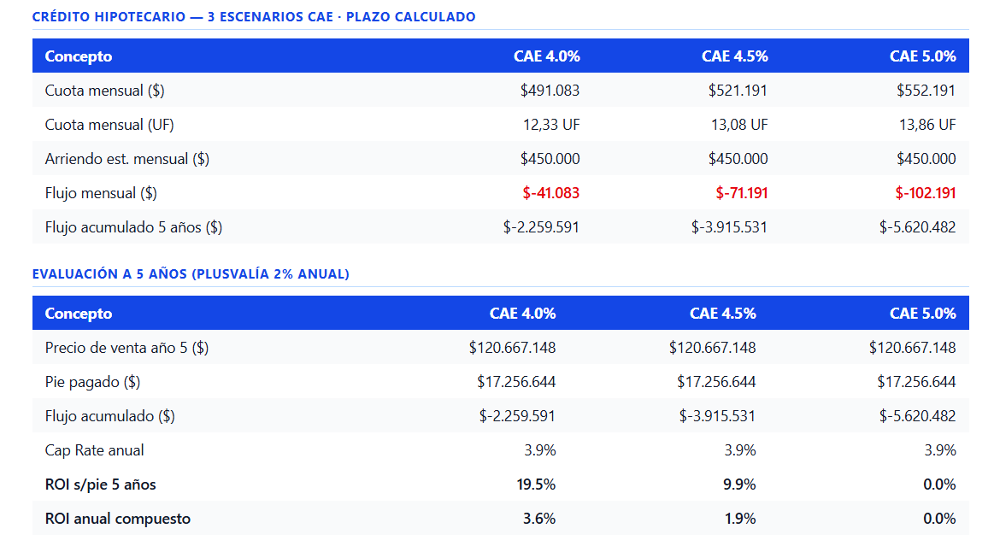 CRÉDITO HIPOTECARIO — 3 ESCENARIOS CAE · PLAZO CALCULADO
Concepto CAE 4.0% CAE 4.5% CAE 5.0%
Cuota mensual ($) $491.083 $521.191 $552.191
Cuota mensual (UF) 12,33 UF 13,08 UF 13,86 UF
Arriendo est. mensual ($) $450.000 $450.000 $450.000
Flujo mensual ($) $-41.083 $-71.191 $-102.191
Flujo acumulado 5 años ($) $-2.259.591 $-3.915.531 $-5.620.482
EVALUACIÓN A 5 AÑOS (PLUSVALÍA 2% ANUAL)
Concepto CAE 4.0% CAE 4.5% CAE 5.0%
Precio de venta año 5 ($) $120.667.148 $120.667.148 $120.667.148
Pie pagado ($) $17.256.644 $17.256.644 $17.256.644
Flujo acumulado ($) $-2.259.591 $-3.915.531 $-5.620.482
Cap Rate anual 3.9% 3.9% 3.9%
ROI s/pie 5 años 19.5% 9.9% 0.0%
ROI anual compuesto 3.6% 1.9% 0.0%